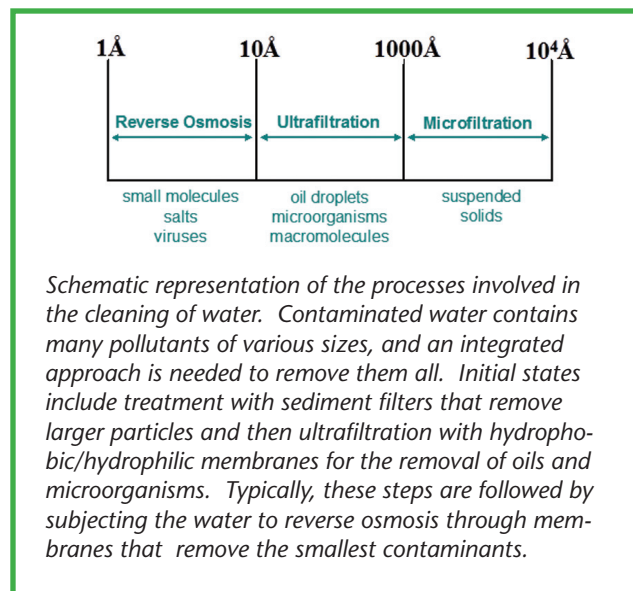 1Å 10Å 1000Å 10⁴Å
Reverse Osmosis Ultrafiltration Microfiltration
small molecules oil droplets suspended
salts microorganisms solids
viruses macromolecules
Schematic representation of the processes involved in
the cleaning of water. Contaminated water contains
many pollutants of various sizes, and an integrated
approach is needed to remove them all. Initial states
include treatment with sediment filters that remove
larger particles and then ultrafiltration with hydropho-
bic/hydrophilic membranes for the removal of oils and
microorganisms. Typically, these steps are followed by
subjecting the water to reverse osmosis through mem-
branes that remove the smallest contaminants.